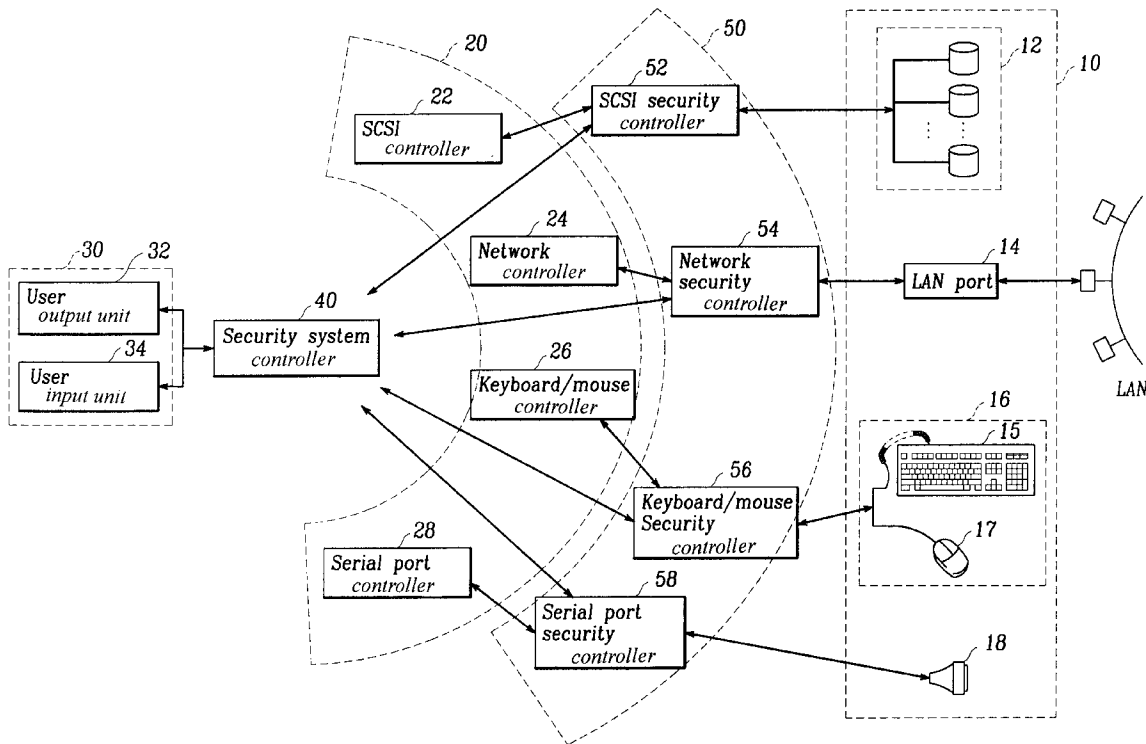 20
50
12
10
52
22
SCSI security
controller
SCSI
controller
24
54
14
30
32
Network
controller
Network
security
controller
LAN port
User
output unit
40
34
Security system
controller
26
User
input unit
Keyboard/mouse
controller
LAN
16
15
56
Keyboard/mouse
Security
controller
17
28
Serial port
controller
58
Serial port
security
controller
18